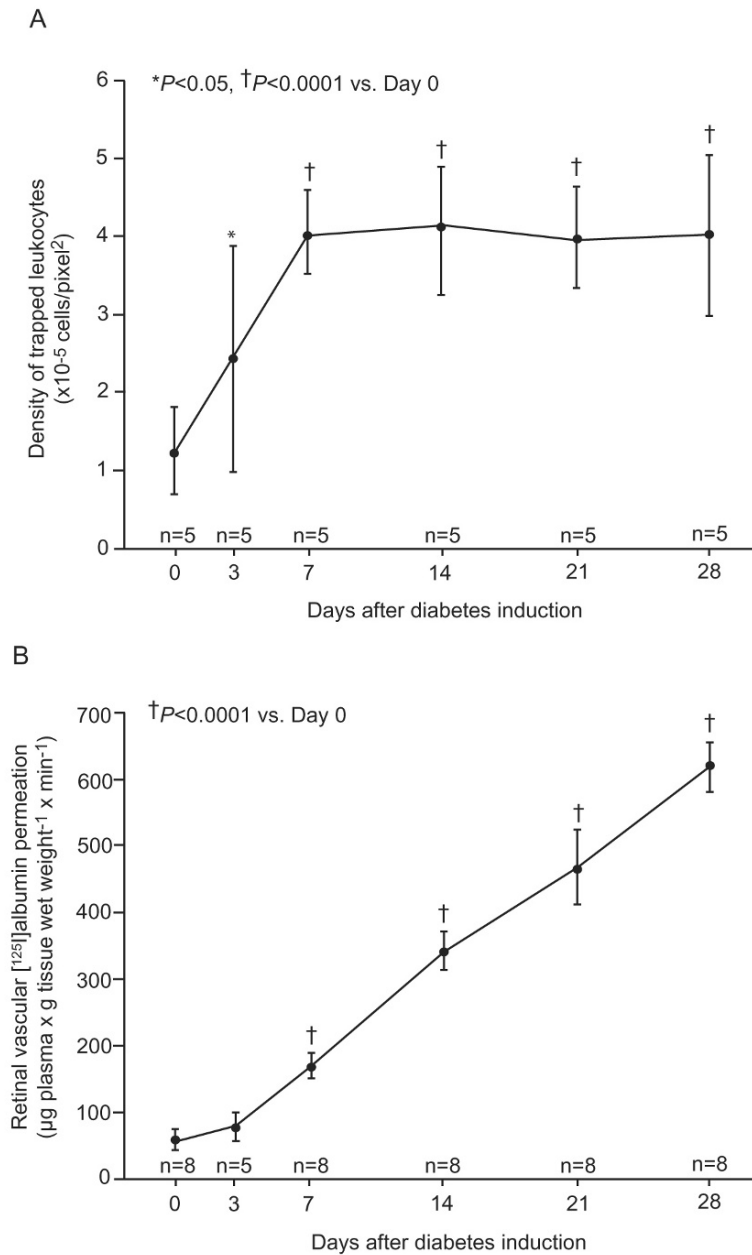 A
*P<0.05, †P<0.0001 vs. Day 0
6
5
4
3
2
1
0
Density of trapped leukocytes
(x10-5 cells/pixel2)
* † † † †
n=5 n=5 n=5 n=5 n=5 n=5
0 3 7 14 21 28
Days after diabetes induction
B
†P<0.0001 vs. Day 0
700
600
500
400
300
200
100
0
Retinal vascular [125I]albumin permeation
(µg plasma x g tissue wet weight-1 x min-1)
† † † †
n=8 n=5 n=8 n=8 n=8 n=8
0 3 7 14 21 28
Days after diabetes induction